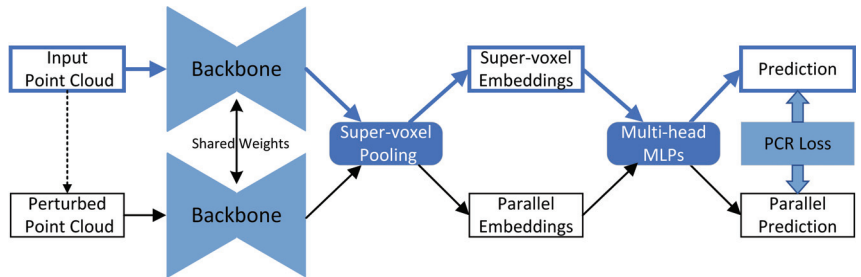 Input
Point Cloud
Backbone
Super-voxel
Embeddings
Prediction
Shared Weights
Super-voxel
Pooling
Multi-head
MLPs
PCR Loss
Perturbed
Point Cloud
Backbone
Parallel
Embeddings
Parallel
Prediction